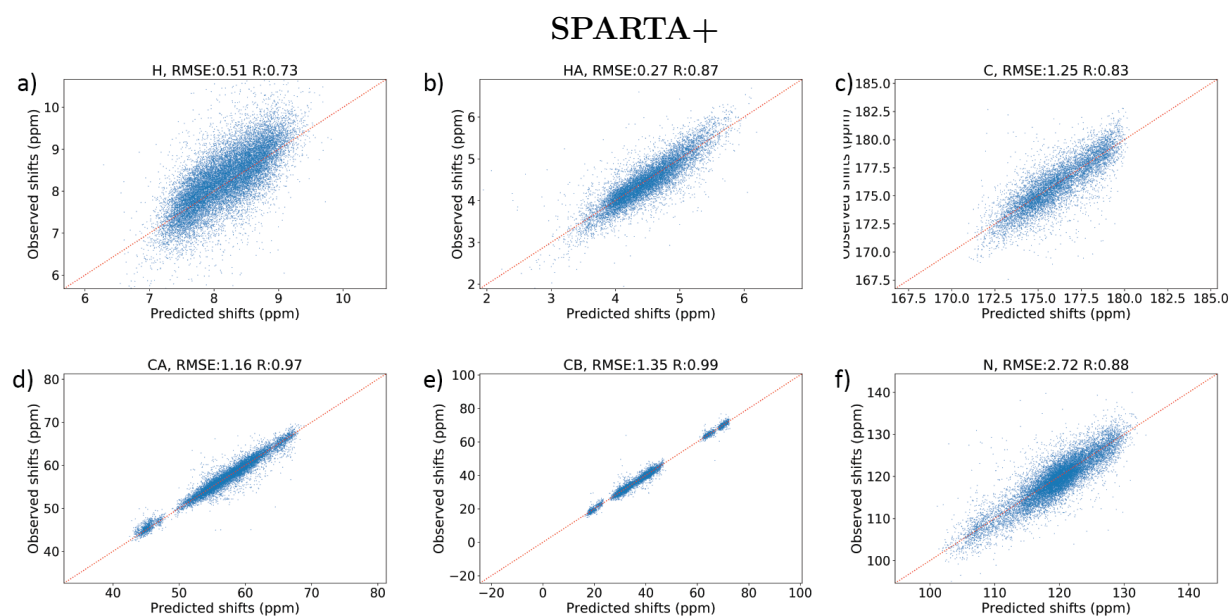 SPARTA+
a)
H, RMSE:0.51 R:0.73
Observed shifts (ppm)
10
9
8
7
6
6 7 8 9 10
Predicted shifts (ppm)
b)
HA, RMSE:0.27 R:0.87
Observed shifts (ppm)
6
5
4
3
2
2 3 4 5 6
Predicted shifts (ppm)
c)
C, RMSE:1.25 R:0.83
Observed shifts (ppm)
185.0
182.5
180.0
177.5
175.0
172.5
170.0
167.5
167.5 170.0 172.5 175.0 177.5 180.0 182.5 185.0
Predicted shifts (ppm)
d)
CA, RMSE:1.16 R:0.97
Observed shifts (ppm)
80
70
60
50
40
40 50 60 70 80
Predicted shifts (ppm)
e)
CB, RMSE:1.35 R:0.99
Observed shifts (ppm)
100
80
60
40
20
0
−20
−20 0 20 40 60 80 100
Predicted shifts (ppm)
f)
N, RMSE:2.72 R:0.88
Observed shifts (ppm)
140
130
120
110
100
100 110 120 130 140
Predicted shifts (ppm)